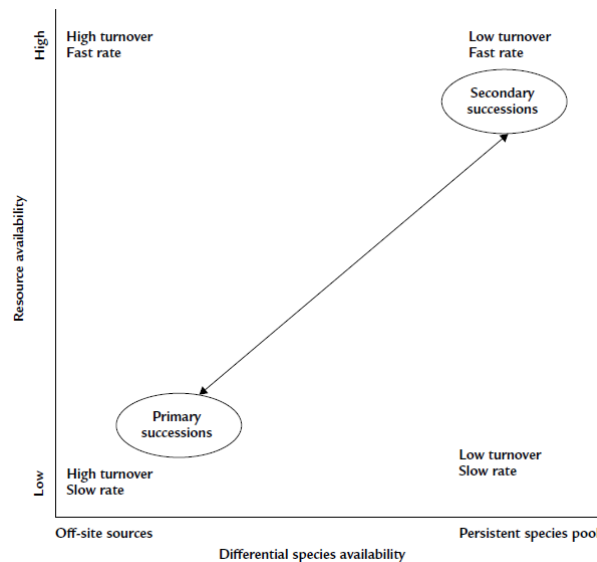 High
High turnover
Fast rate
Low turnover
Fast rate
Secondary
successions
Resource availability
Primary
successions
Low turnover
Slow rate
High turnover
Slow rate
Low
Off-site sources
Persistent species pool
Differential species availability